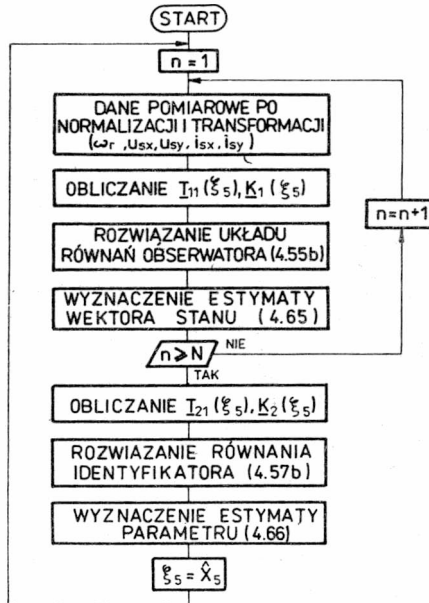 START
n = 1
DANE POMIAROWE PO
NORMALIZACJI I TRANSFORMACJI
(ωr ,usx, usy, isx, isy)
OBLICZANIE T11(ξ5), K1(ξ5)
n=n+1
ROZWIĄZANIE UKŁADU
RÓWNAŃ OBSERWATORA (4.55b)
WYZNACZENIE ESTYMATY
WEKTORA STANU (4.65)
n⩾N
NIE
TAK
OBLICZANIE T21(ξ5), K2(ξ5)
ROZWIAZANIE RÓWNANIA
IDENTYFIKATORA (4.57b)
WYZNACZENIE ESTYMATY
PARAMETRU (4.66)
ξ5 = X̂5